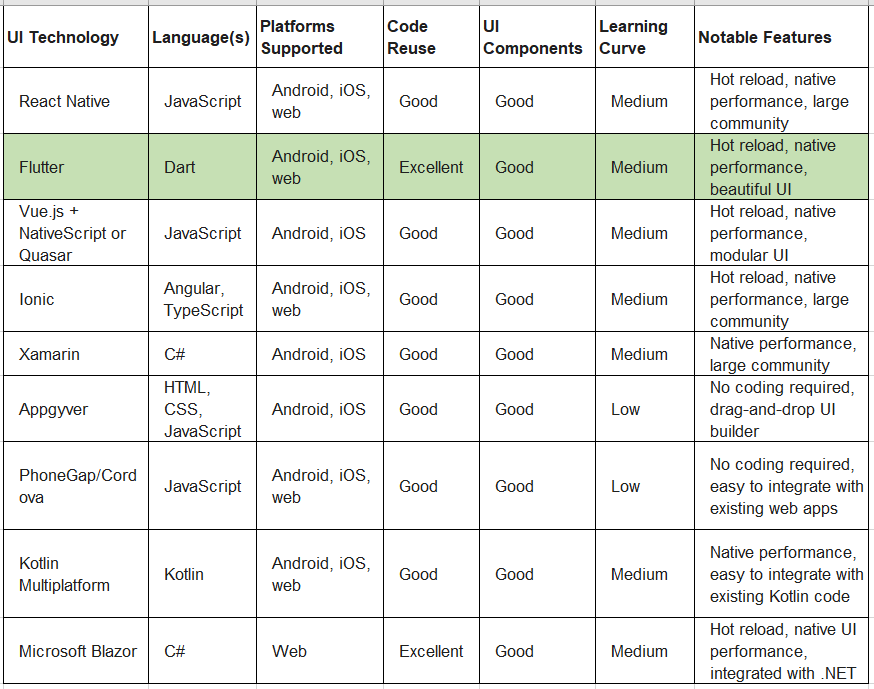 UI Technology
Language(s)
Platforms
Supported
Code
Reuse
UI
Components
Learning
Curve
Notable Features
React Native
JavaScript
Android, iOS,
web
Good
Good
Medium
Hot reload, native
performance, large
community
Flutter
Dart
Android, iOS,
web
Excellent
Good
Medium
Hot reload, native
performance,
beautiful UI
Vue.js +
NativeScript or
Quasar
JavaScript
Android, iOS
Good
Good
Medium
Hot reload, native
performance,
modular UI
Ionic
Angular,
TypeScript
Android, iOS,
web
Good
Good
Medium
Hot reload, native
performance, large
community
Xamarin
C#
Android, iOS
Good
Good
Medium
Native performance,
large community
Appgyver
HTML,
CSS,
JavaScript
Android, iOS
Good
Good
Low
No coding required,
drag-and-drop UI
builder
PhoneGap/Cord
ova
JavaScript
Android, iOS,
web
Good
Good
Low
No coding required,
easy to integrate with
existing web apps
Kotlin
Multiplatform
Kotlin
Android, iOS,
web
Good
Good
Medium
Native performance,
easy to integrate with
existing Kotlin code
Microsoft Blazor
C#
Web
Excellent
Good
Medium
Hot reload, native UI
performance,
integrated with .NET